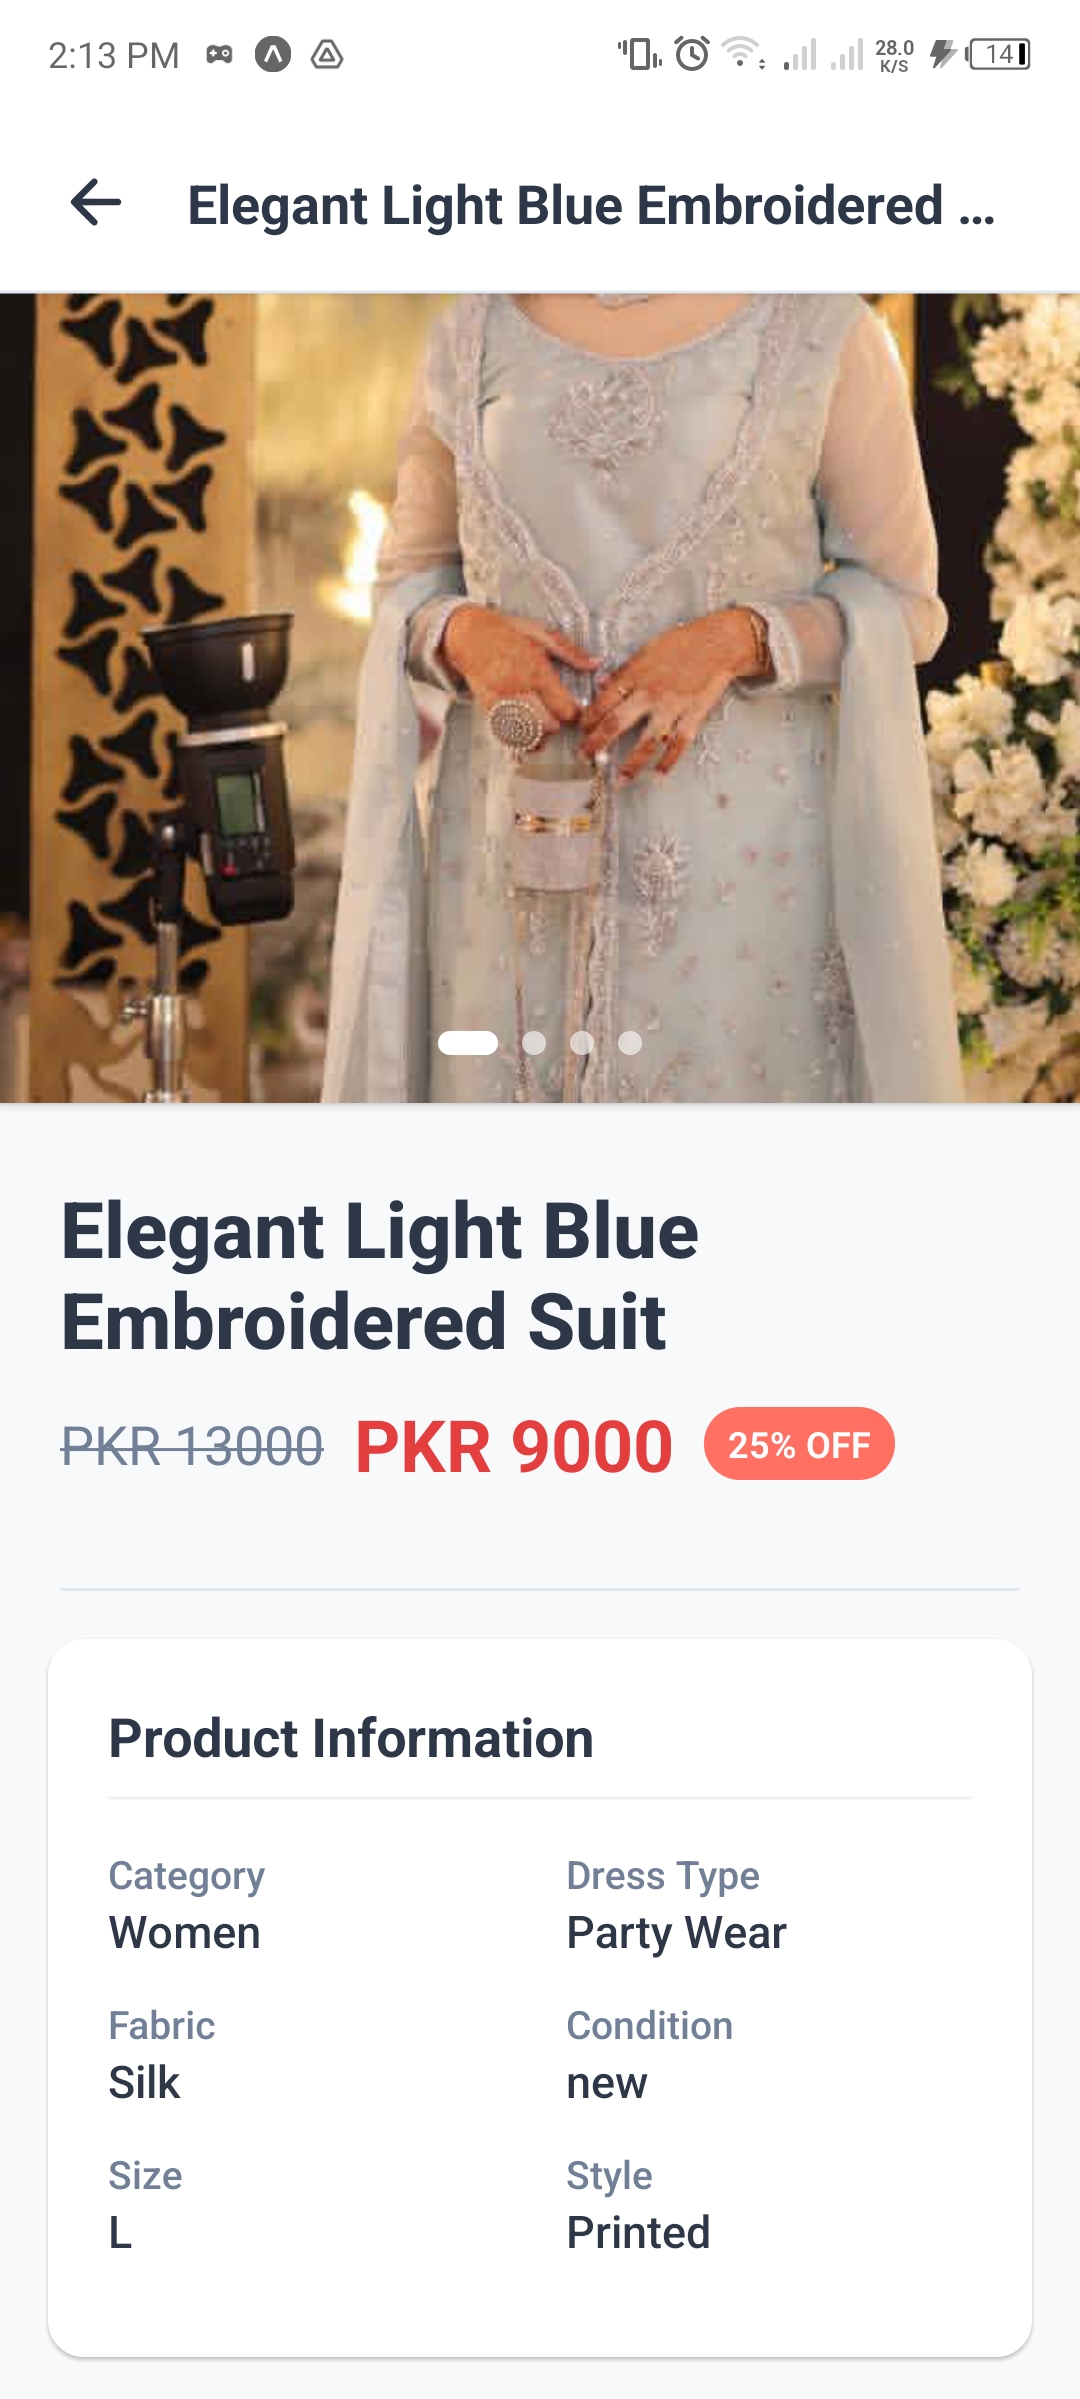 2:13 PM 28.0 K/S 14
Elegant Light Blue Embroidered ...
Elegant Light Blue
Embroidered Suit
PKR 13000 PKR 9000 25% OFF
Product Information
Category Dress Type
Women Party Wear
Fabric Condition
Silk new
Size Style
L Printed